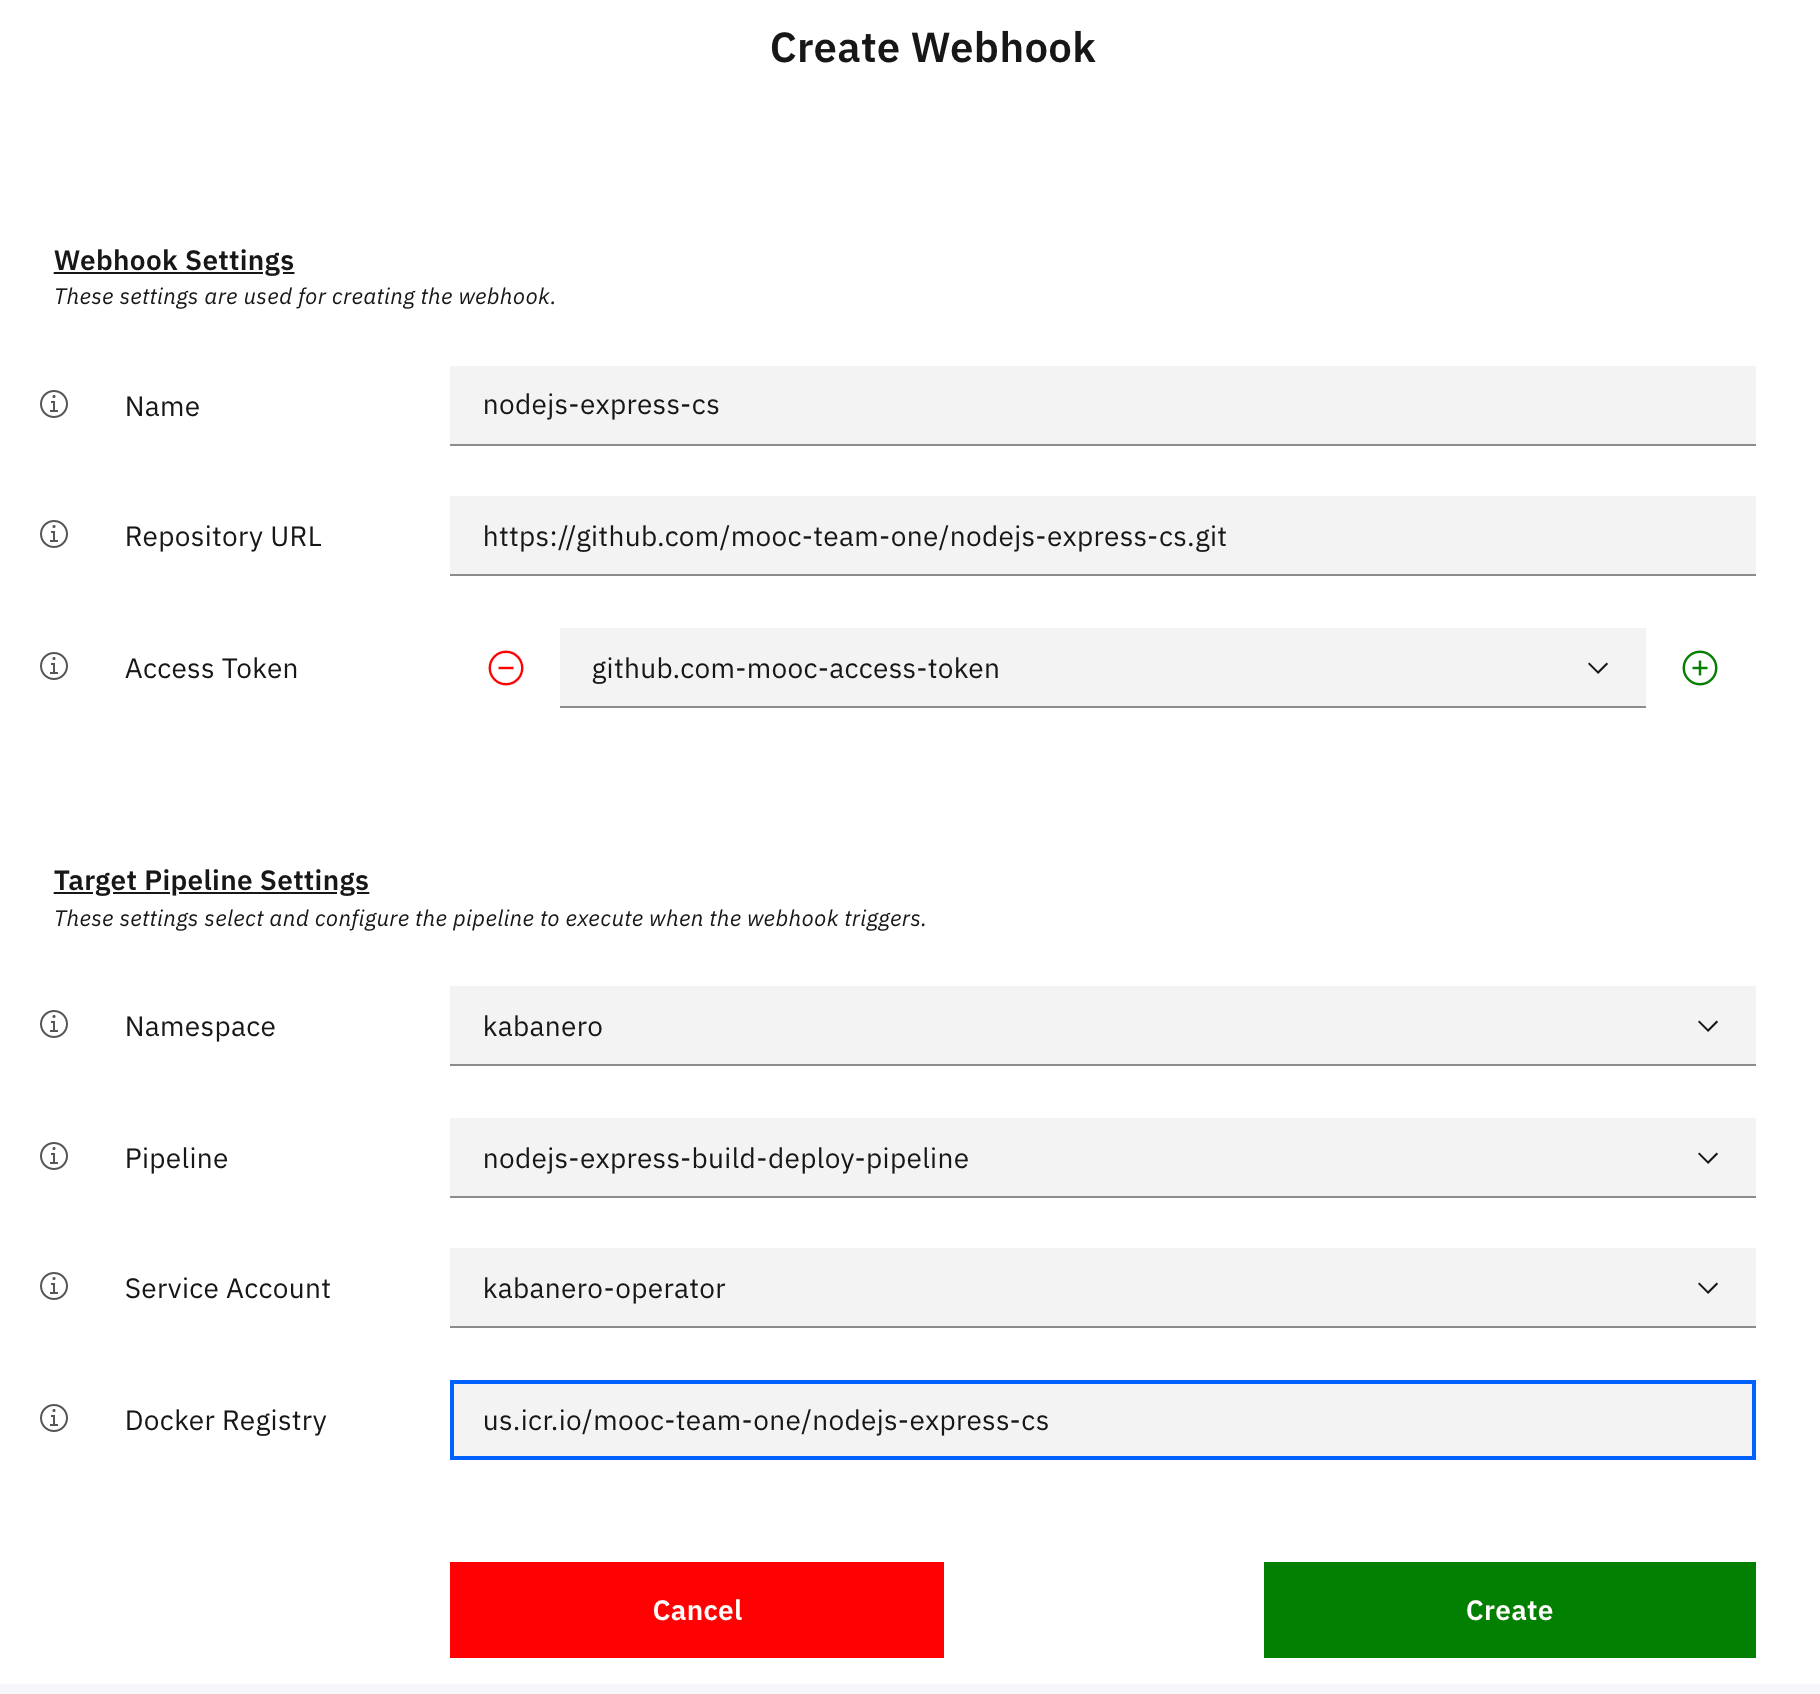 Create Webhook
Webhook Settings
These settings are used for creating the webhook.
Name
nodejs-express-cs
Repository URL
https://github.com/mooc-team-one/nodejs-express-cs.git
Access Token
github.com-mooc-access-token
Target Pipeline Settings
These settings select and configure the pipeline to execute when the webhook triggers.
Namespace
kabanero
Pipeline
nodejs-express-build-deploy-pipeline
Service Account
kabanero-operator
Docker Registry
us.icr.io/mooc-team-one/nodejs-express-cs
Cancel
Create